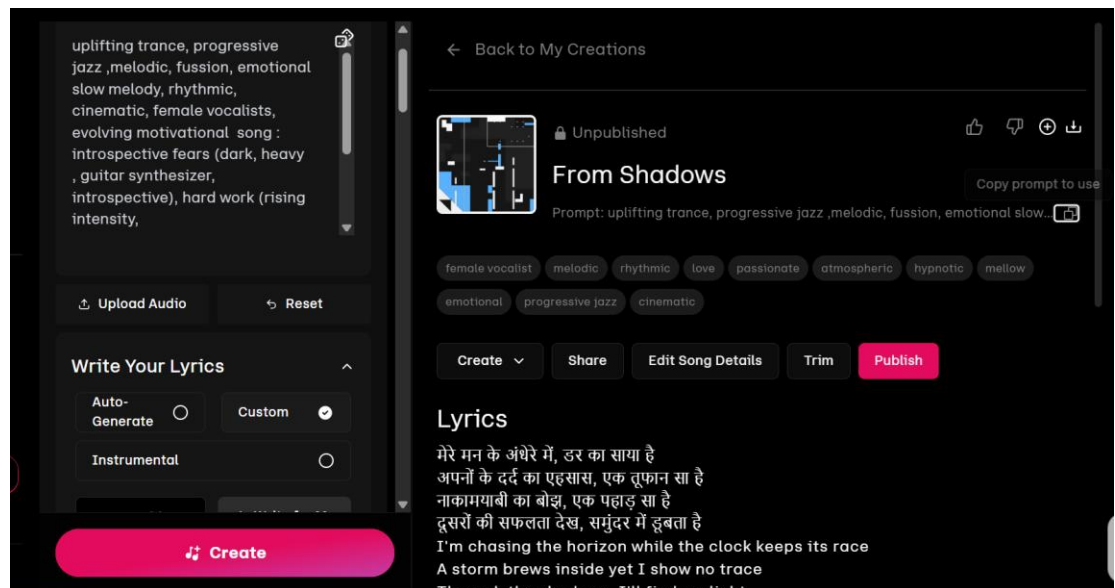 uplifting trance, progressive
jazz ,melodic, fussion, emotional
slow melody, rhythmic,
cinematic, female vocalists,
evolving motivational song :
introspective fears (dark, heavy
, guitar synthesizer,
introspective), hard work (rising
intensity,
Upload Audio
Reset
Write Your Lyrics
Auto-
Generate
Custom
Instrumental
Create
Back to My Creations
Unpublished
From Shadows
Copy prompt to use
Prompt: uplifting trance, progressive jazz ,melodic, fussion, emotional slow...
female vocalist melodic rhythmic love passionate atmospheric hypnotic mellow
emotional progressive jazz cinematic
Create Share Edit Song Details Trim Publish
Lyrics
मेरे मन के अंधेरे में, डर का साया है
अपनों के दर्द का एहसास, एक तूफान सा है
नाकामयाबी का बोझ, एक पहाड़ सा है
दूसरों की सफलता देख, समुंदर में डूबता है
I'm chasing the horizon while the clock keeps its race
A storm brews inside yet I show no trace